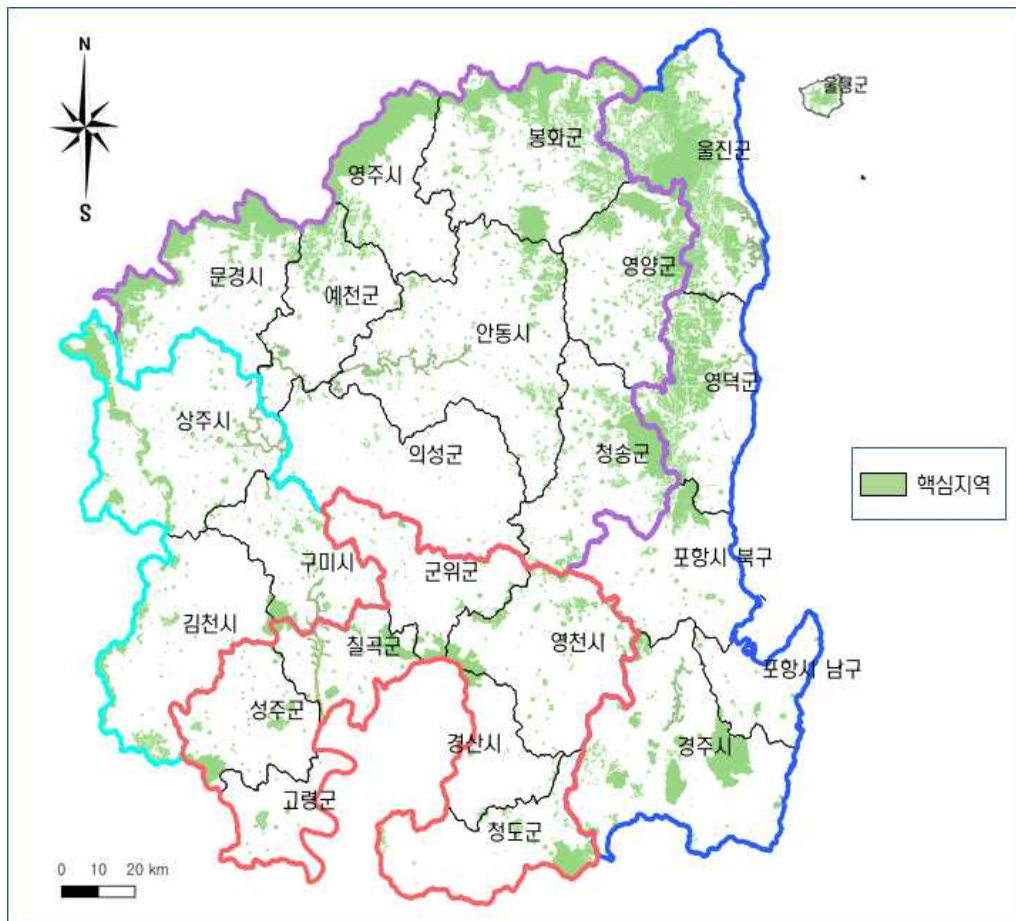 N
S
울릉군
봉화군
울진군
영주시
문경시
예천군
영양군
안동시
영덕군
상주시
의성군
청송군
핵심지역
구미시
군위군
포항시 북구
김천시
칠곡군
영천시
포항시 남구
성주군
경산시
경주시
고령군
청도군
0 10 20 km